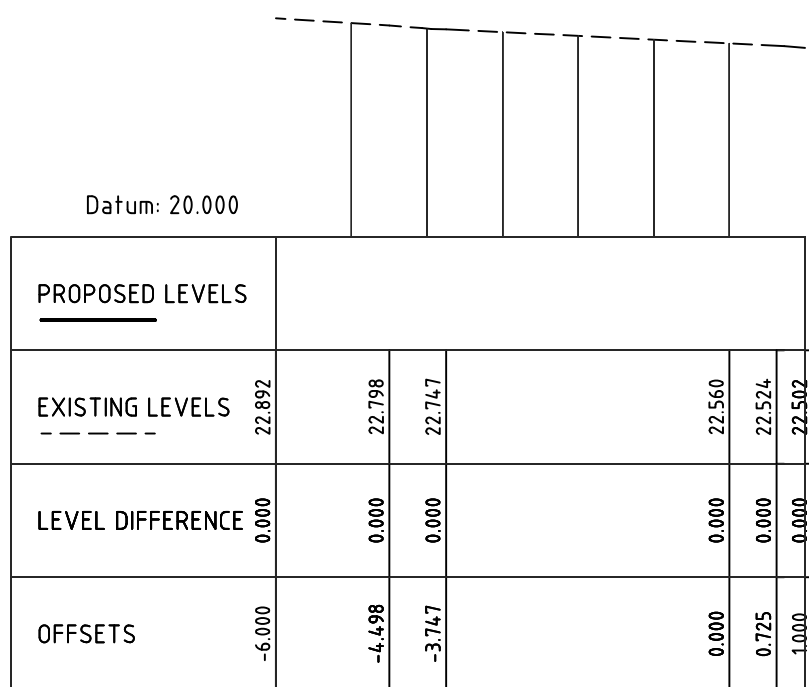 Datum: 20.000
PROPOSED LEVELS
EXISTING LEVELS 22.892 22.798 22.747 22.560 22.524 22.502
LEVEL DIFFERENCE 0.000 0.000 0.000 0.000 0.000 0.000
OFFSETS -6.000 -4.498 -3.747 0.000 0.725 1.000